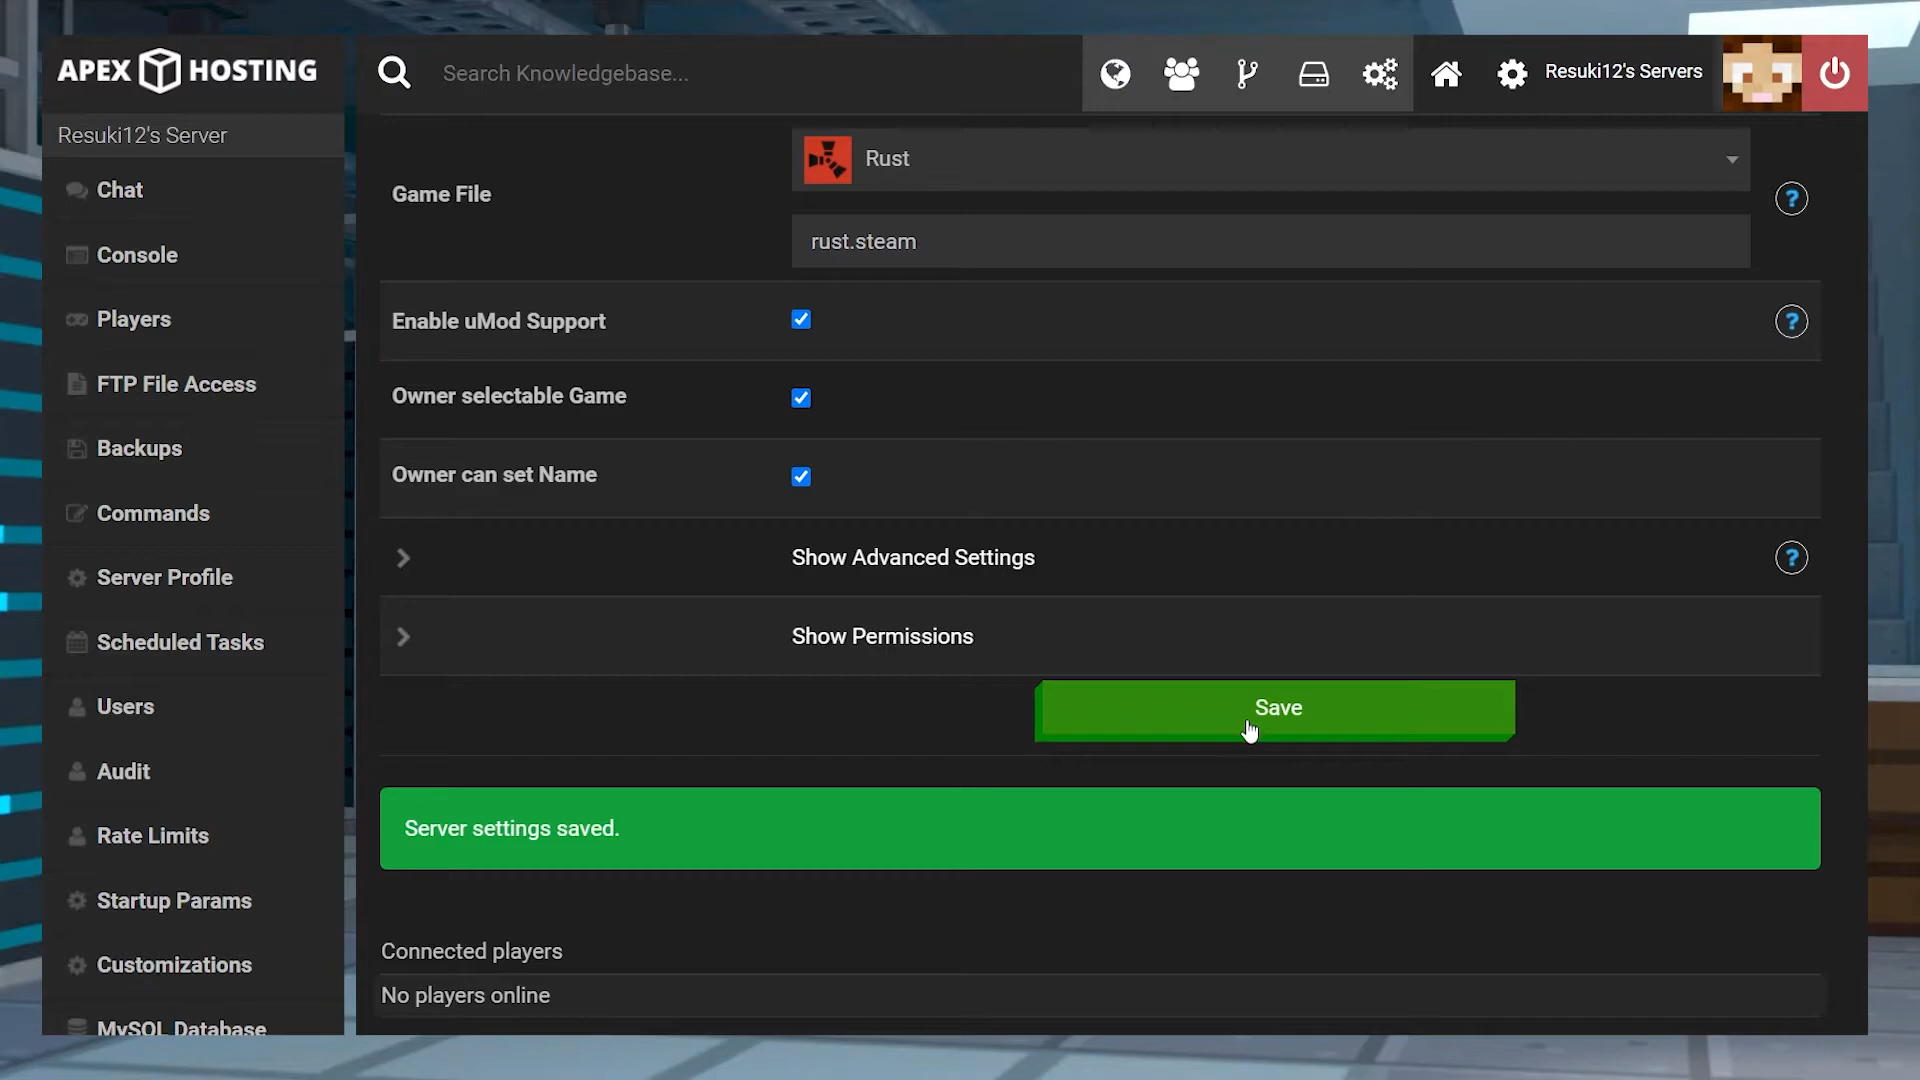 APEX HOSTING
Search Knowledgebase...
Resuki12's Servers
Resuki12's Server
Chat
Console
Players
FTP File Access
Backups
Commands
Server Profile
Scheduled Tasks
Users
Audit
Rate Limits
Startup Params
Customizations
MySQL Database
Game File
Rust
?
rust.steam
Enable uMod Support
?
Owner selectable Game
Owner can set Name
Show Advanced Settings
?
Show Permissions
Save
Server settings saved.
Connected players
No players online